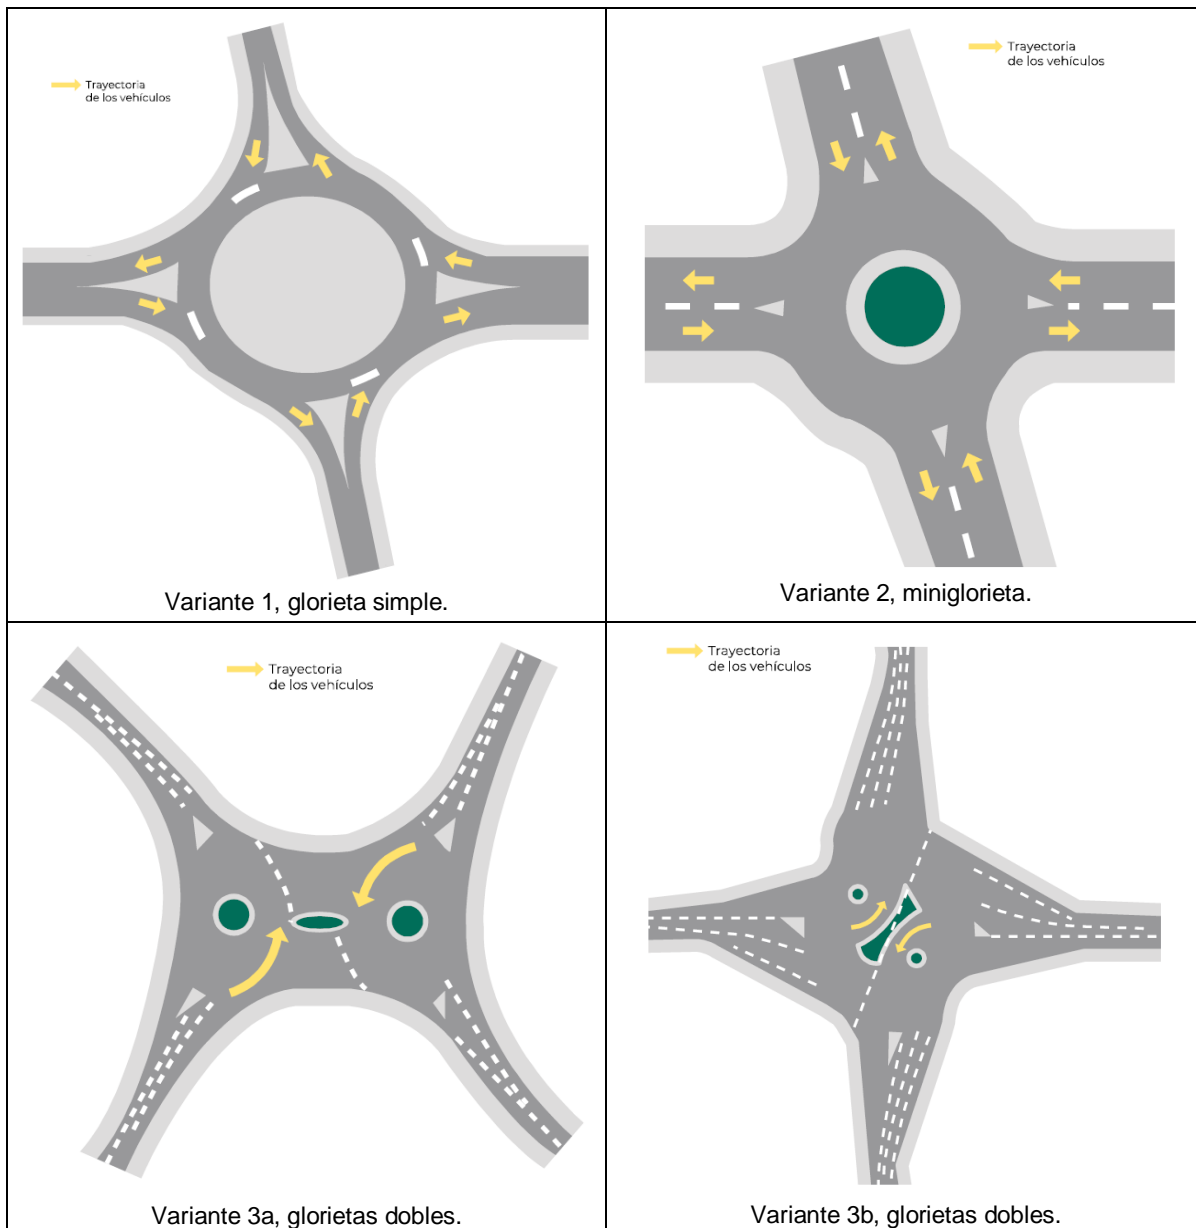 Trayectoria
de los vehículos
Variante 1, glorieta simple.
Trayectoria
de los vehículos
Variante 2, miniglorieta.
Trayectoria
de los vehículos
Variante 3a, glorietas dobles.
Trayectoria
de los vehículos
Variante 3b, glorietas dobles.